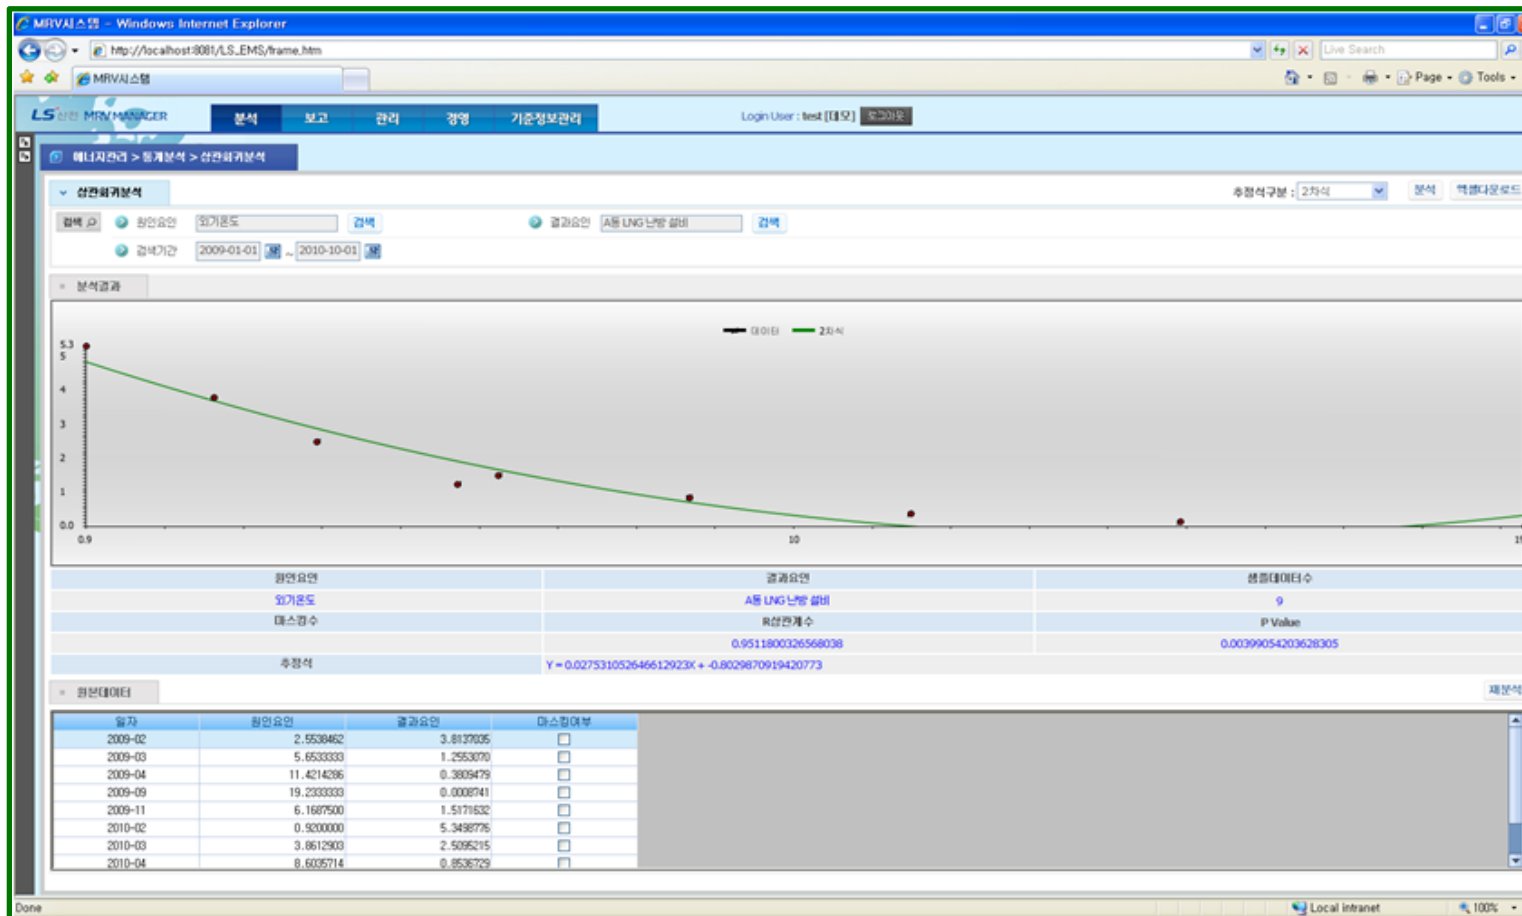 MRV시스템 - Windows Internet Explorer
http://localhost:8081/LS_EMS/frame.htm
Live Search
MRV시스템
Page
Tools
LS산전 MRV MANAGER
분석 보고 관리 경영 기준정보관리
Login User : test [데모] 로그아웃
에너지관리 > 통계분석 > 상관회귀분석
상관회귀분석
추정식구분 : 2차식 분석 엑셀다운로드
검색 원인요인 외기온도 검색 결과요인 A동 LNG 난방 설비 검색
검색기간 2009-01-01 ~ 2010-10-01
분석결과
데이터 2차식
5.3
5
4
3
2
1
0.0
0.9 10
원인요인 결과요인 샘플데이터수
외기온도 A동 LNG 난방 설비 9
마스킹수 R상관계수 P Value
0.9511800326568038 0.00399054203628305
추정식 Y = 0.027531052646612923X + -0.8029870919420773
원본데이터
재분석
일자 원인요인 결과요인 마스킹여부
2009-02 2.5538462 3.8137035
2009-03 5.6533333 1.2553070
2009-04 11.4214286 0.3809479
2009-09 19.2333333 0.0008741
2009-11 6.1687500 1.5171632
2010-02 0.9200000 5.3498776
2010-03 3.8612903 2.5095215
2010-04 8.6035714 0.8536729
Done
Local intranet
100%